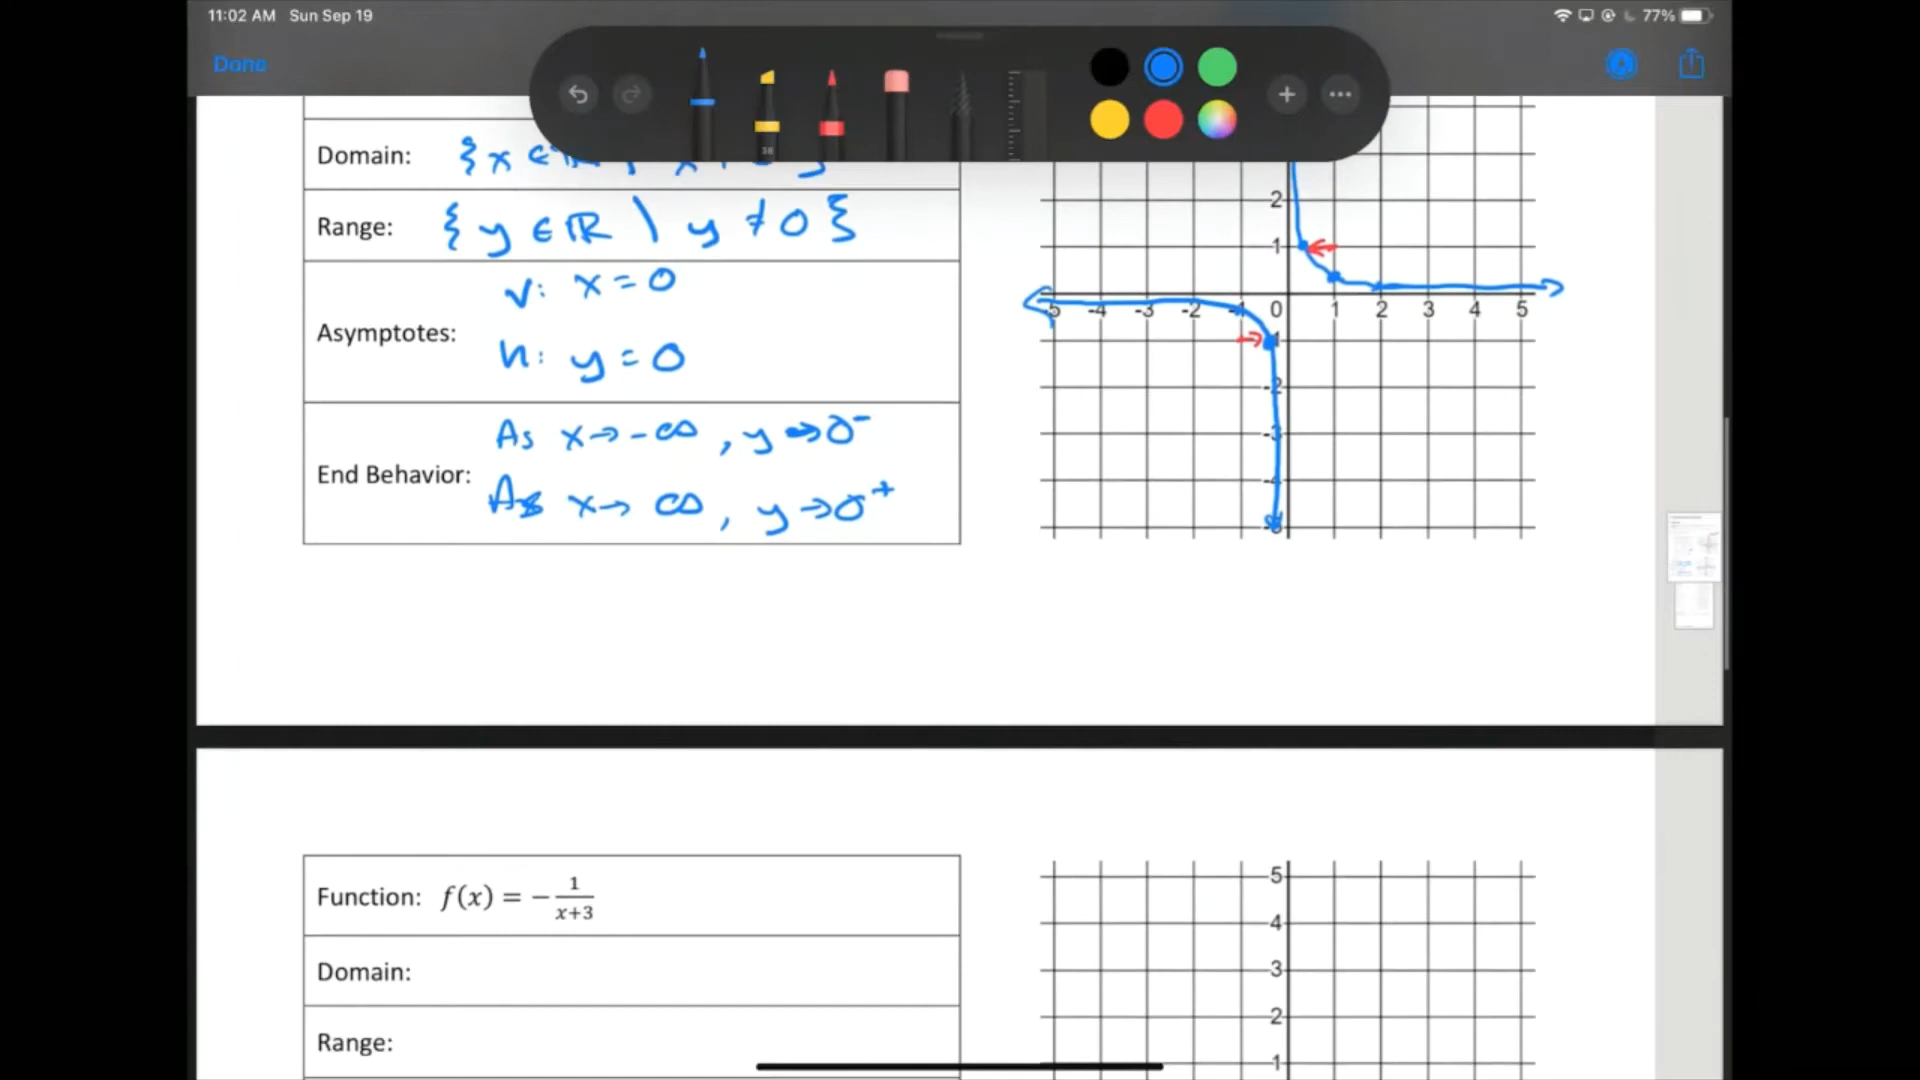 11:02 AM Sun Sep 19 77%
Done
38
Domain: { x ∈
Range: { y ∈ ℝ \ y ≠ 0 }
Asymptotes: V: x = 0
h: y = 0
End Behavior: As x → -∞ , y → 0⁻
As x → ∞ , y → 0⁺
2
1
-5 -4 -3 -2 -1 0 1 2 3 4 5
-1
-2
-3
-4
-5
Function: f(x) = − 1/x+3
Domain:
Range:
5
4
3
2
1